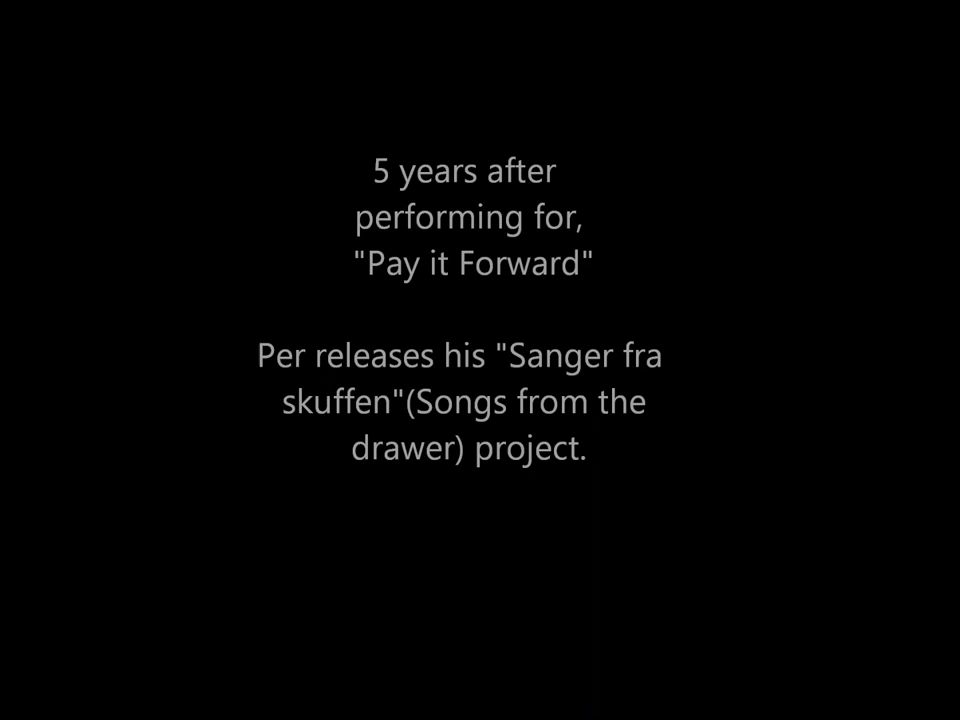 5 years after
performing for,
"Pay it Forward"
Per releases his "Sanger fra
skuffen"(Songs from the
drawer) project.